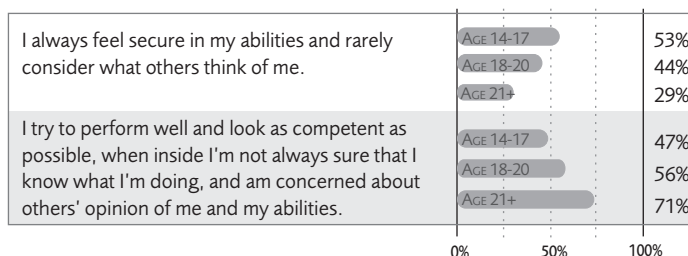 I always feel secure in my abilities and rarely
consider what others think of me.
AGE 14-17 53%
AGE 18-20 44%
AGE 21+ 29%
I try to perform well and look as competent as
possible, when inside I'm not always sure that I
know what I'm doing, and am concerned about
others' opinion of me and my abilities.
AGE 14-17 47%
AGE 18-20 56%
AGE 21+ 71%
0% 50% 100%